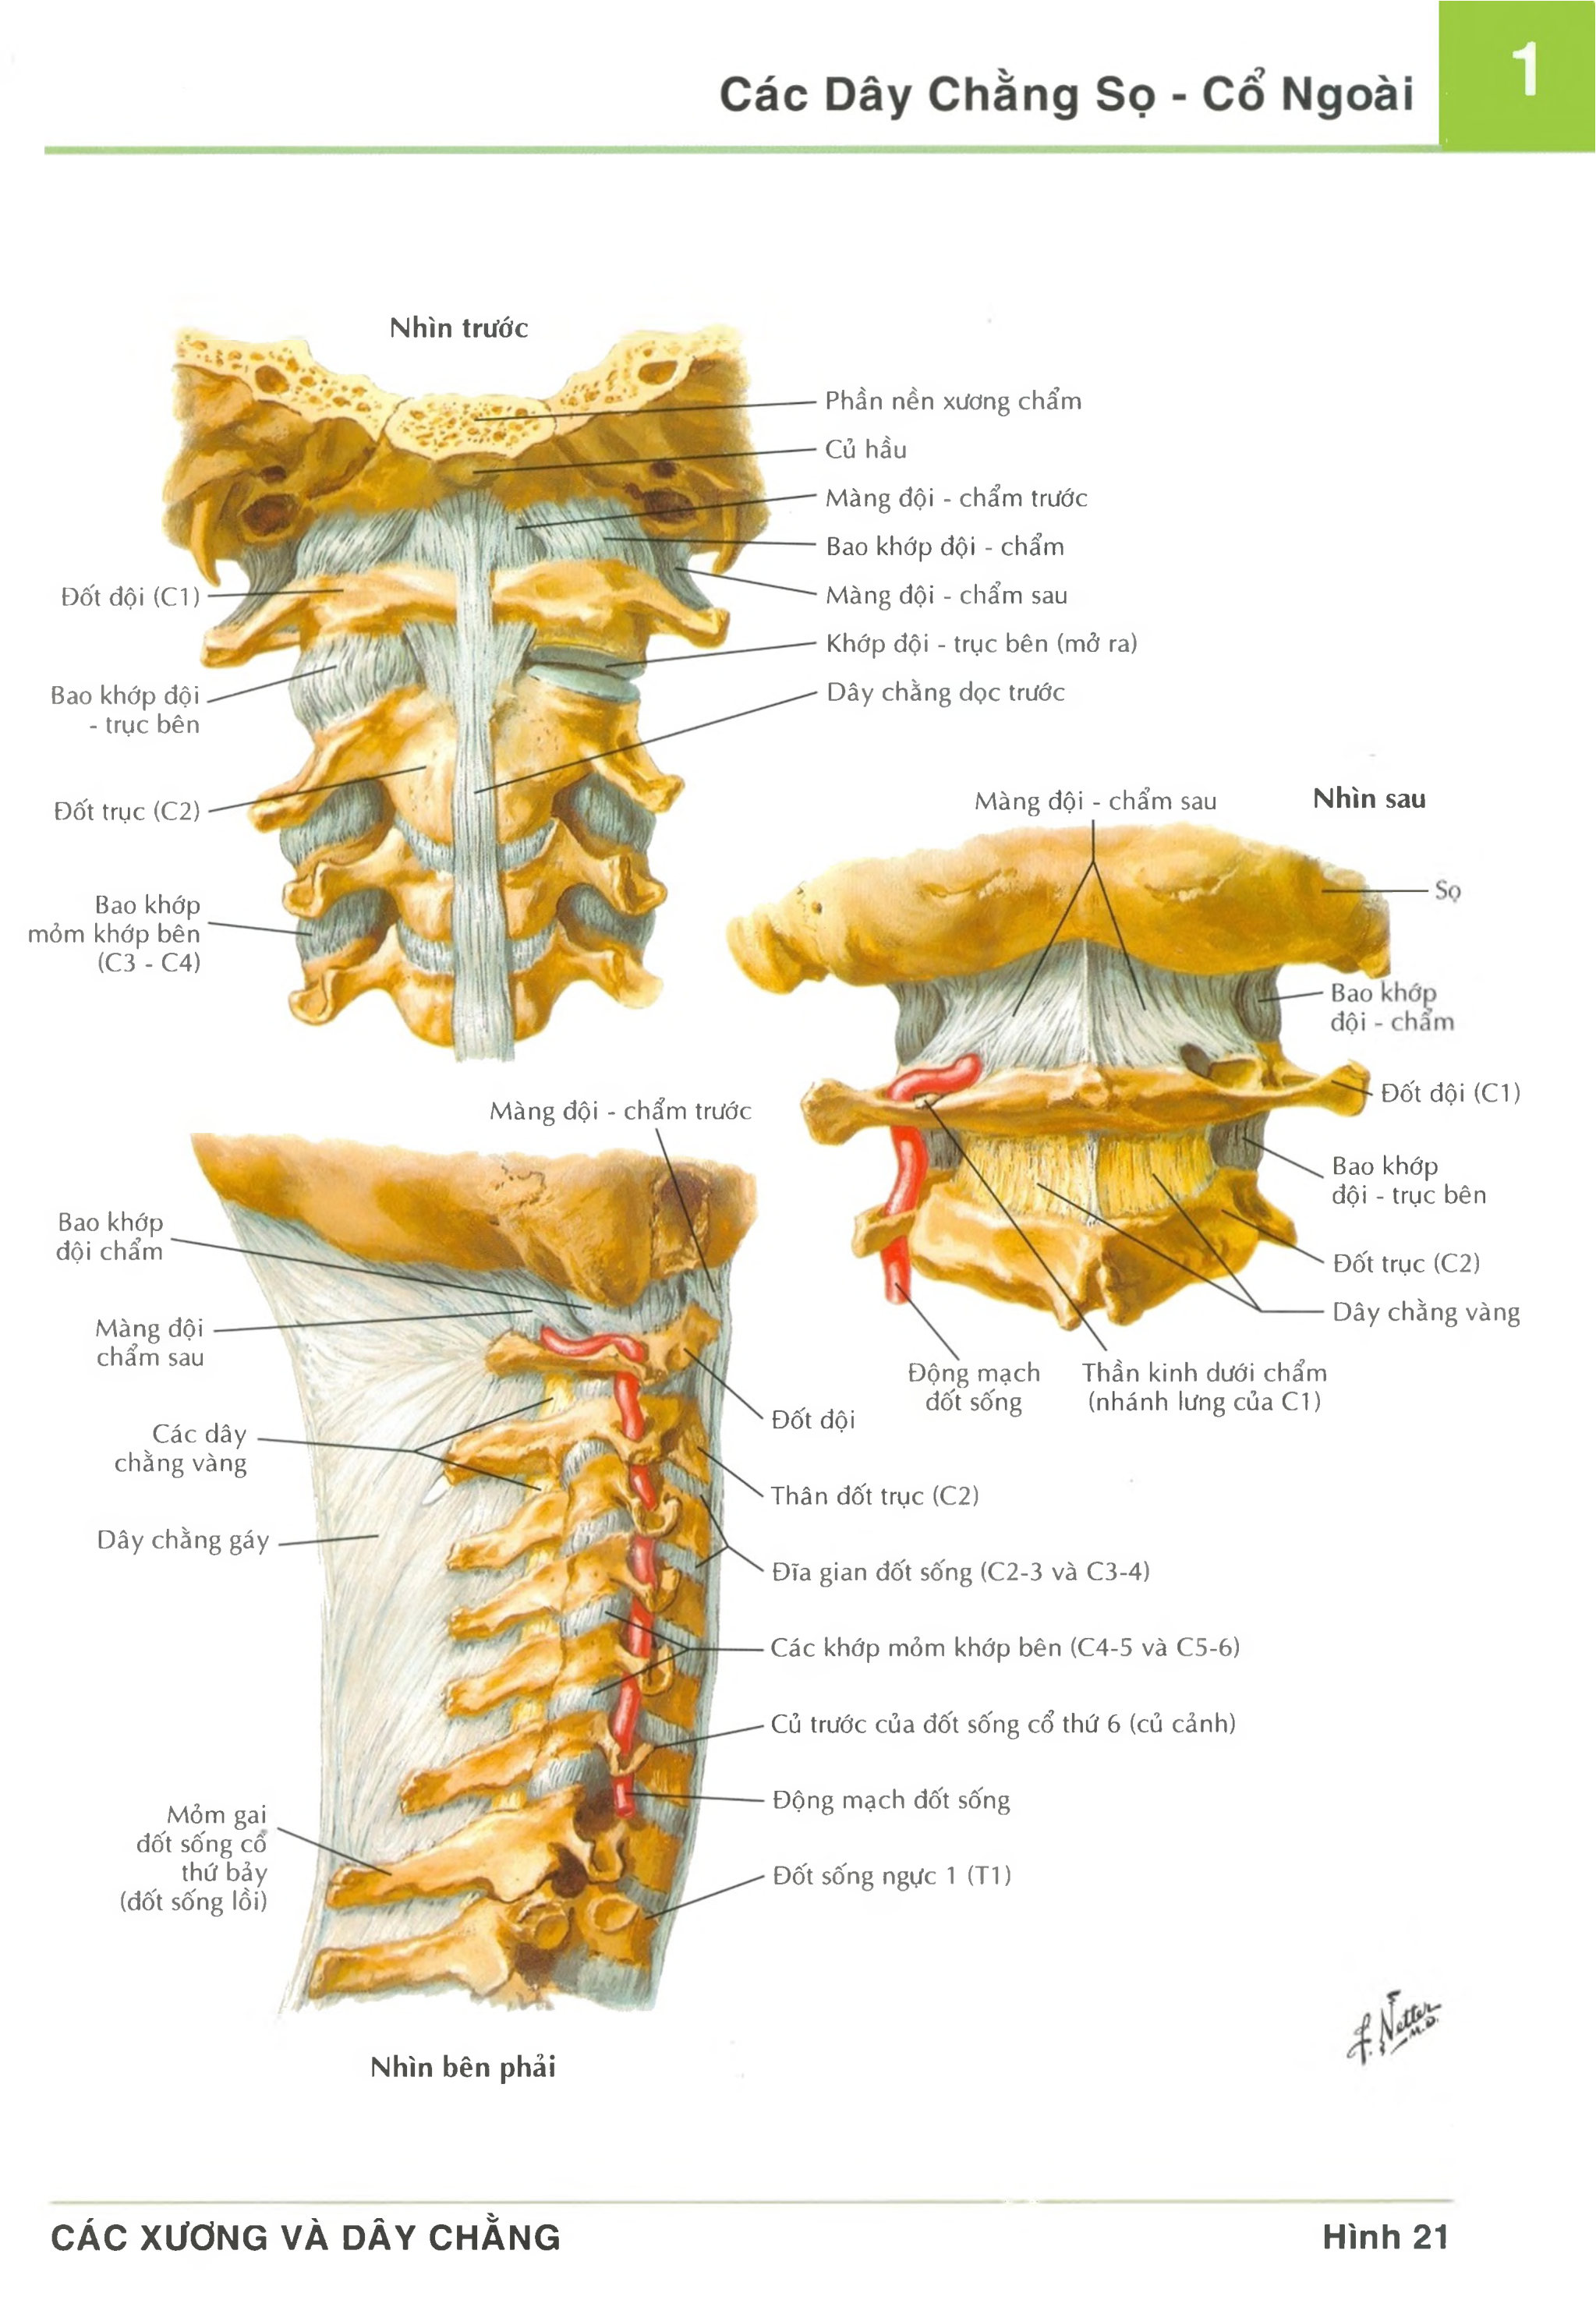 Các Dây Chằng Sọ - Cổ Ngoài
1
Nhìn trước
Phần nền xương chẩm
Củ hầu
Màng đội - chẩm trước
Bao khớp đội - chẩm
Màng đội - chẩm sau
Khớp đội - trục bên (mở ra)
Dây chằng dọc trước
Đốt đội (C1)
Bao khớp đội
- trục bên
Đốt trục (C2)
Bao khớp
mỏm khớp bên
(C3 - C4)
Màng đội - chẩm sau
Nhìn sau
Sọ
Bao khớp
đội - chẩm
Đốt đội (C1)
Bao khớp
đội - trục bên
Đốt trục (C2)
Dây chằng vàng
Động mạch
đốt sống
Thần kinh dưới chẩm
(nhánh lưng của C1)
Màng đội - chẩm trước
Bao khớp
đội chẩm
Màng đội
chẩm sau
Các dây
chằng vàng
Dây chằng gáy
Mỏm gai
đốt sống cổ
thứ bảy
(đốt sống lồi)
Đốt đội
Thân đốt trục (C2)
Đĩa gian đốt sống (C2-3 và C3-4)
Các khớp mỏm khớp bên (C4-5 và C5-6)
Củ trước của đốt sống cổ thứ 6 (củ cảnh)
Động mạch đốt sống
Đốt sống ngực 1 (T1)
Nhìn bên phải
F. Netter
M.D.
CÁC XƯƠNG VÀ DÂY CHẰNG
Hình 21